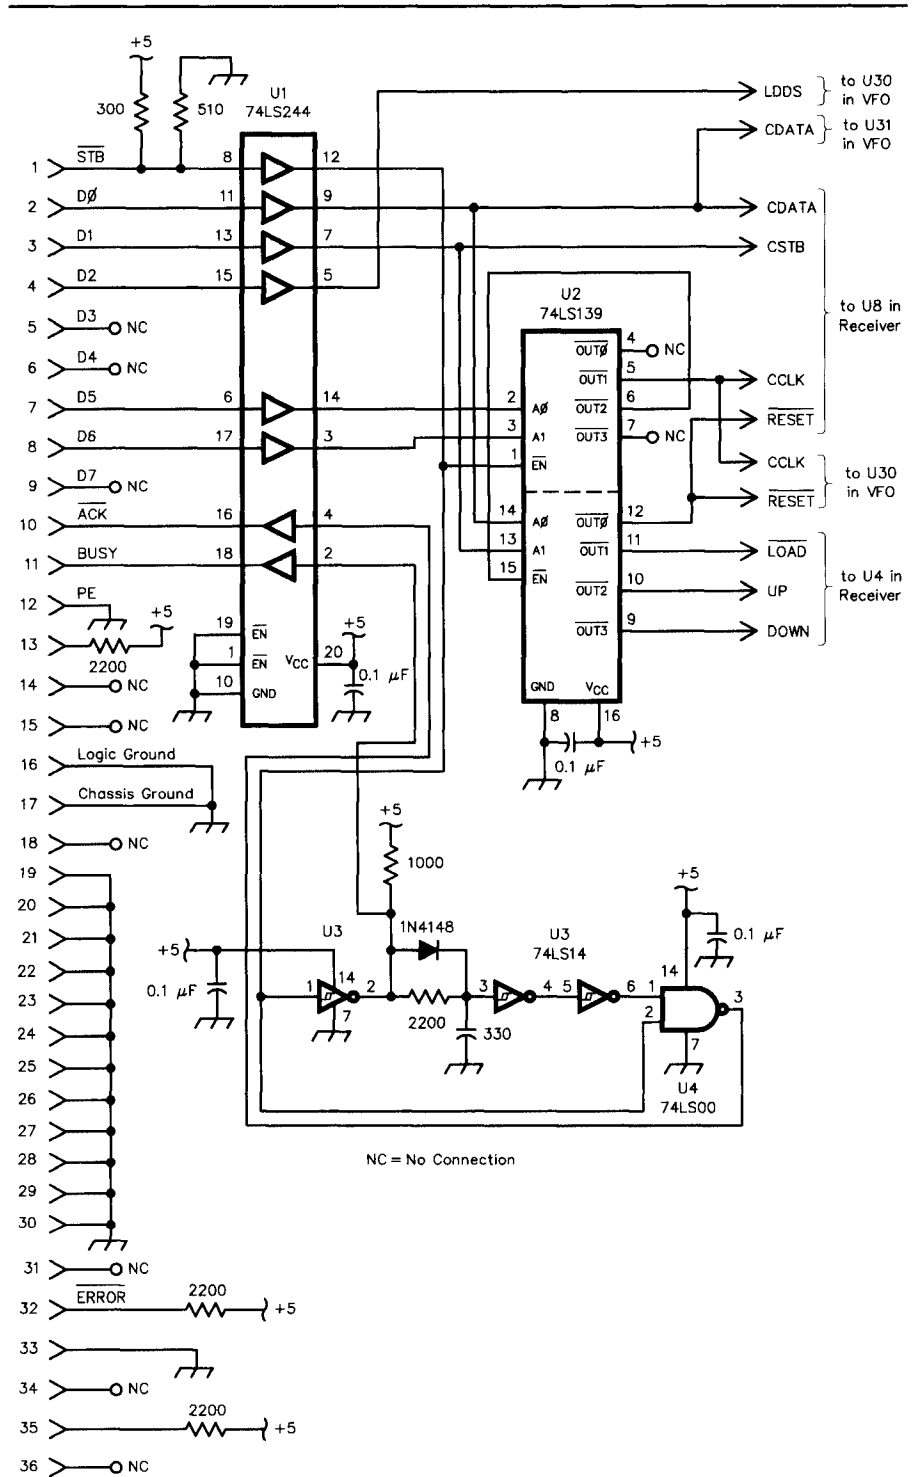 +5
300
510
U1
74LS244
LDDS
to U30
in VFO
CDATA
to U31
in VFO
1 STB 8 12
2 DØ 11 9 CDATA
3 D1 13 7 CSTB
4 D2 15 5
U2
74LS139
to U8 in
Receiver
5 D3 NC
OUTØ 4 NC
6 D4 NC
OUT1 5 CCLK
7 D5 6 14 2 AØ OUT2 6
RESET
8 D6 17 3 3 A1 OUT3 7 NC
1 EN CCLK
to U30
in VFO
9 D7 NC
RESET
10 ACK 16 4 14 AØ OUTØ 12
11 BUSY 18 2 13 A1 OUT1 11 LOAD
15 EN OUT2 10 UP
to U4 in
Receiver
12 PE
+5
19 EN
+5
OUT3 9 DOWN
13 2200
1 EN VCC 20 0.1 µF
10 GND
14 NC
GND VCC
8 16
15 NC
+5
0.1 µF
16 Logic Ground
17 Chassis Ground
+5
18 NC
1000
19
20
21
22
23
24
25
26
27
28
29
30
+5
0.1 µF
U3
1N4148
U3
74LS14
+5
0.1 µF
14
1 14 2 3 4 5 6 1 3
7
2200
330
2
7
U4
74LS00
NC = No Connection
31 NC
32 ERROR 2200 +5
33
34 NC
35 2200 +5
36 NC